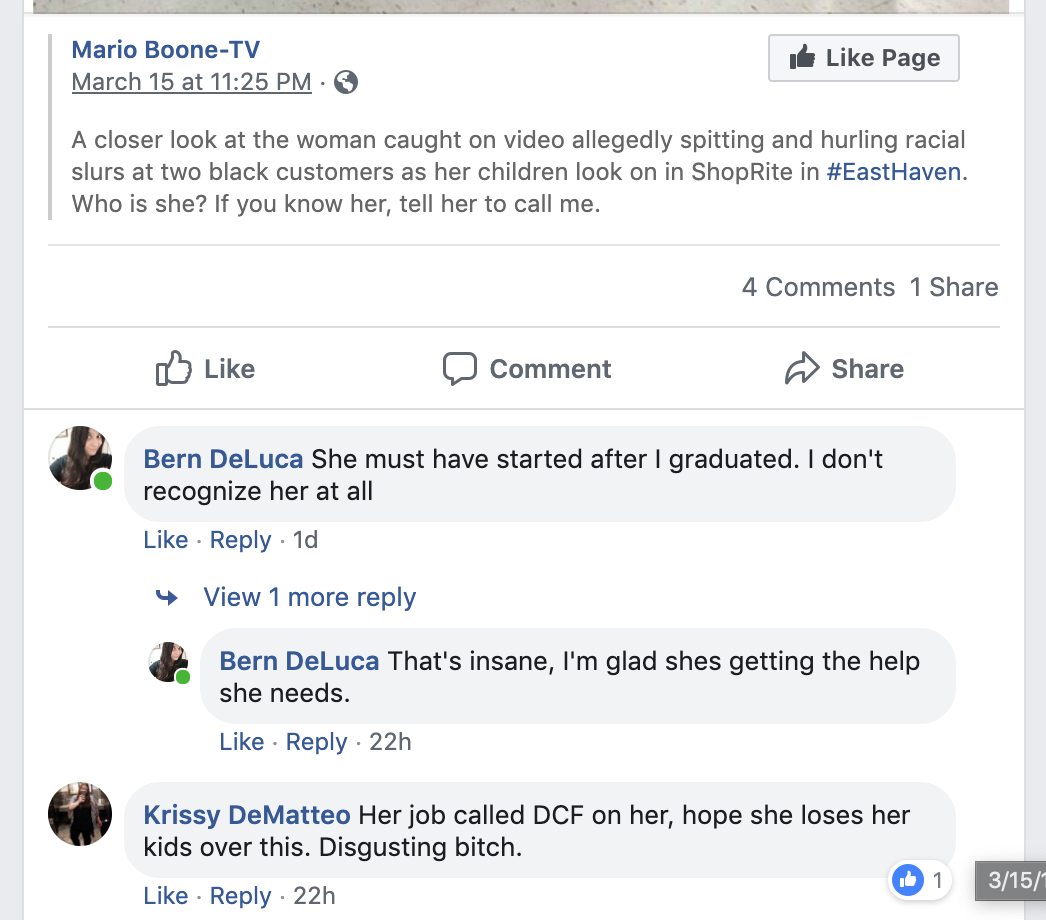 Mario Boone-TV
Like Page
March 15 at 11:25 PM ·
A closer look at the woman caught on video allegedly spitting and hurling racial
slurs at two black customers as her children look on in ShopRite in #EastHaven.
Who is she? If you know her, tell her to call me.
4 Comments 1 Share
Like Comment Share
Bern DeLuca She must have started after I graduated. I don't
recognize her at all
Like · Reply · 1d
View 1 more reply
Bern DeLuca That's insane, I'm glad shes getting the help
she needs.
Like · Reply · 22h
Krissy DeMatteo Her job called DCF on her, hope she loses her
kids over this. Disgusting bitch.
1
3/15/
Like · Reply · 22h